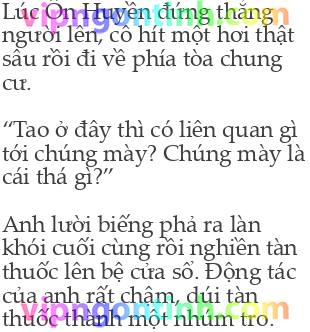 Lúc Ôn Huyền đứng thẳng
người lên, cô hít một hơi thật
sâu rồi đi về phía tòa chung
cư.
“Tao ở đây thì có liên quan gì
tới chúng mày? Chúng mày là
cái thá gì?”
Anh lười biếng phả ra làn
khói cuối cùng rồi nghiền tàn
thuốc lên bệ cửa sổ. Động tác
của anh rất chậm, dúi tàn
thuốc thành một nhúm tro.
vipngontinh.com
vipngontinh.com